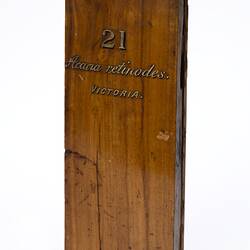 21
Acacia retinodes.
VICTORIA.